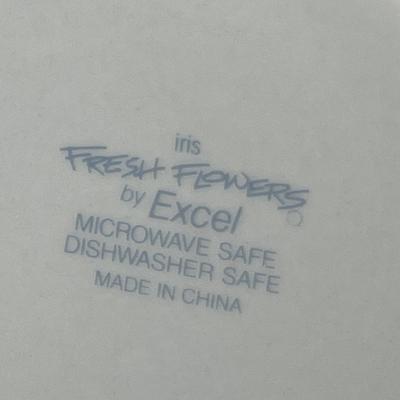 iris
FRESH FLOWERS
by Excel
MICROWAVE SAFE
DISHWASHER SAFE
MADE IN CHINA